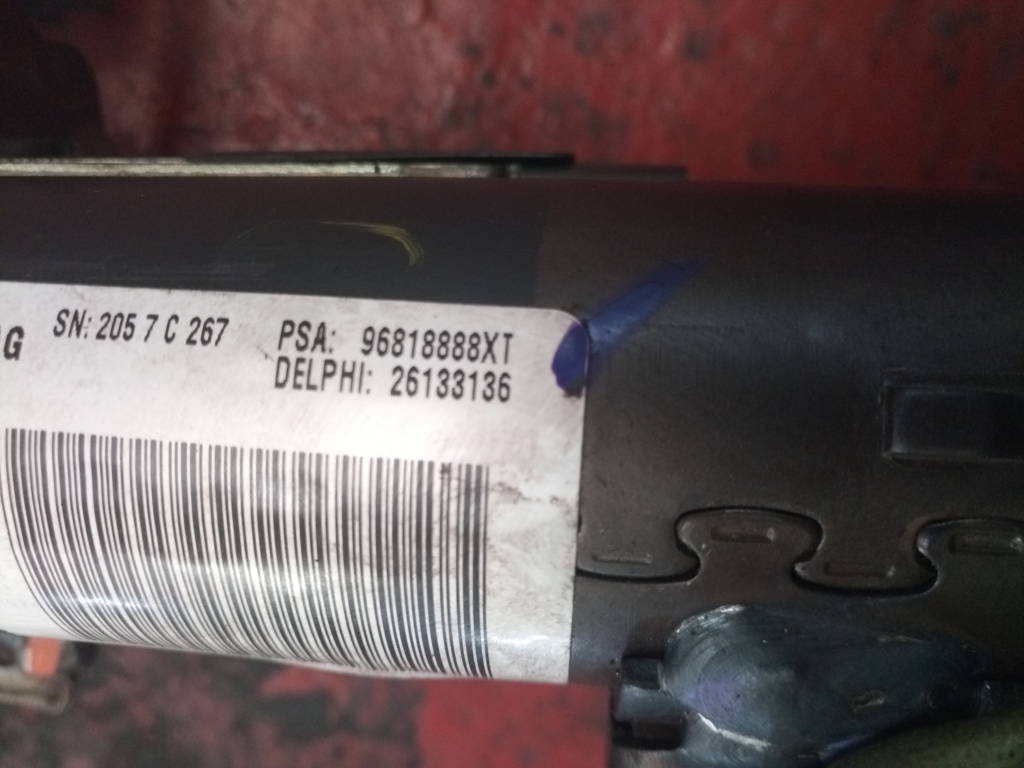 G SN: 205 7 C 267 PSA: 96818888XT
DELPHI: 26133136